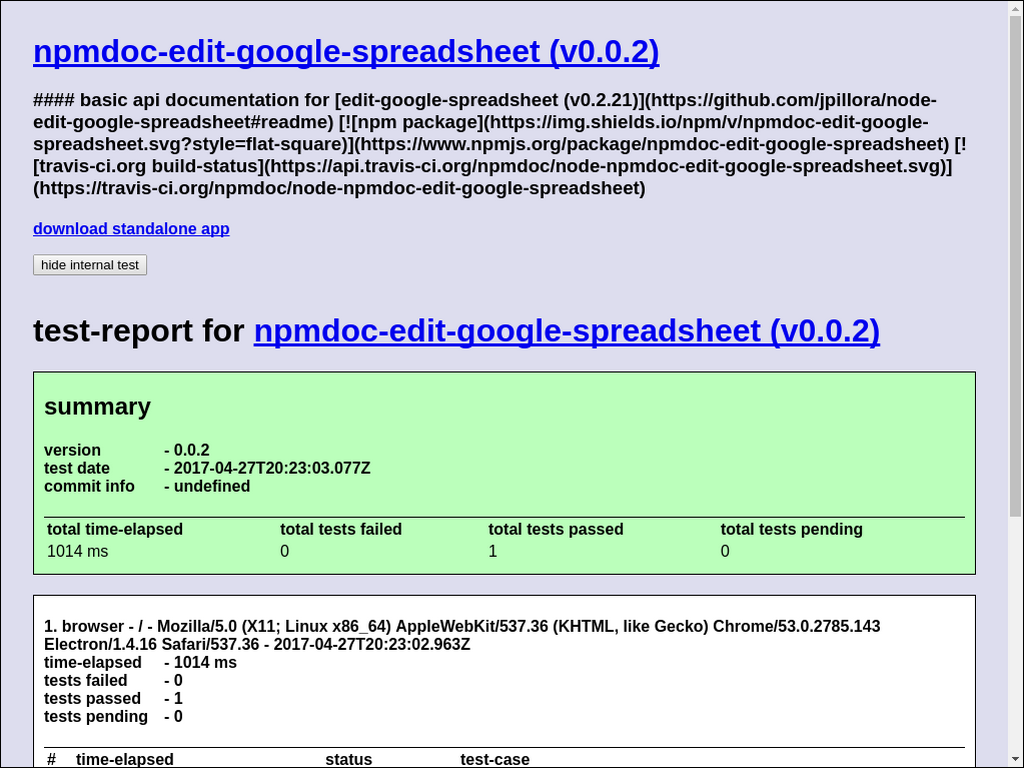 npmdoc-edit-google-spreadsheet (v0.0.2)
#### basic api documentation for [edit-google-spreadsheet (v0.2.21)](https://github.com/jpillora/node-
edit-google-spreadsheet#readme) [![npm package](https://img.shields.io/npm/v/npmdoc-edit-google-
spreadsheet.svg?style=flat-square)](https://www.npmjs.org/package/npmdoc-edit-google-spreadsheet) [!
[travis-ci.org build-status](https://api.travis-ci.org/npmdoc/node-npmdoc-edit-google-spreadsheet.svg)]
(https://travis-ci.org/npmdoc/node-npmdoc-edit-google-spreadsheet)
download standalone app
hide internal test
test-report for npmdoc-edit-google-spreadsheet (v0.0.2)
summary
version - 0.0.2
test date - 2017-04-27T20:23:03.077Z
commit info - undefined
total time-elapsed total tests failed total tests passed total tests pending
1014 ms 0 1 0
1. browser - / - Mozilla/5.0 (X11; Linux x86_64) AppleWebKit/537.36 (KHTML, like Gecko) Chrome/53.0.2785.143
Electron/1.4.16 Safari/537.36 - 2017-04-27T20:23:02.963Z
time-elapsed - 1014 ms
tests failed - 0
tests passed - 1
tests pending - 0
# time-elapsed status test-case